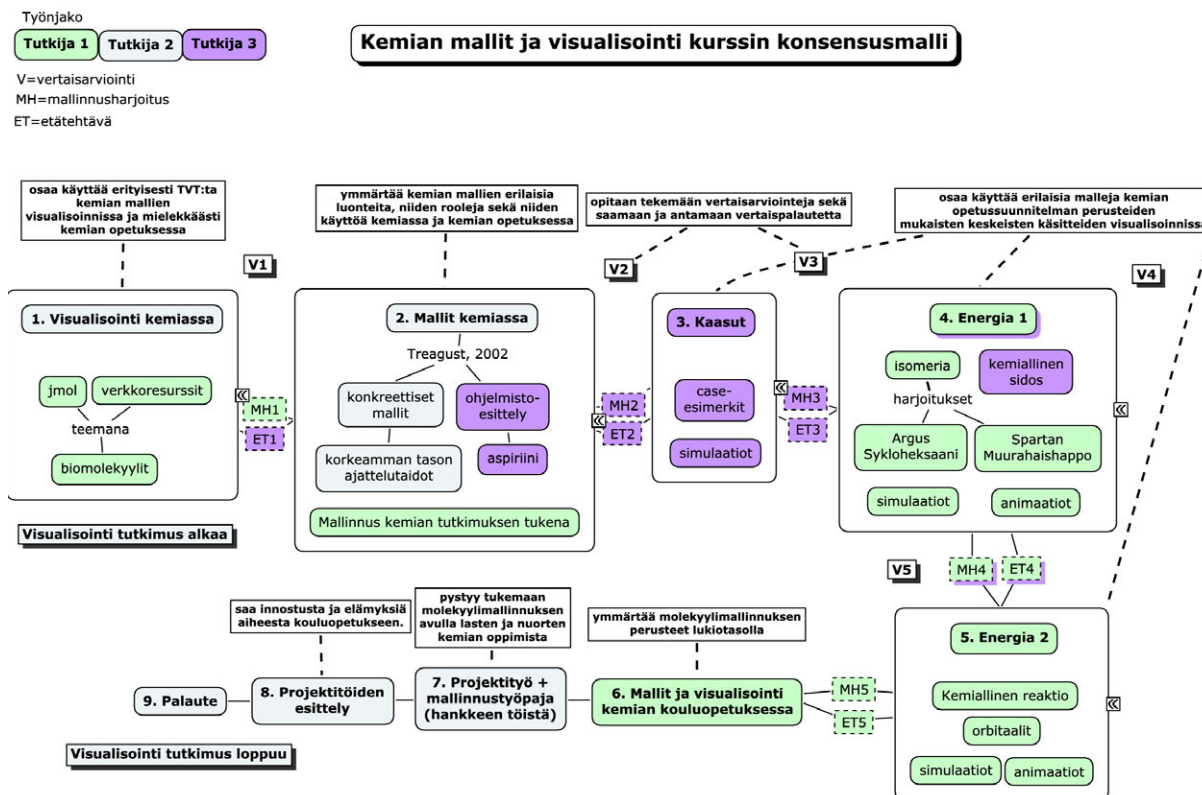 Työnjako
Tutkija 1
Tutkija 2
Tutkija 3
V=vertaisarviointi
MH=mallinnusharjoitus
ET=etätehtävä
Kemian mallit ja visualisointi kurssin konsensusmalli
osaa käyttää erityisesti TVT:ta
kemian mallien
visualisoinnissa ja mielekkäästi
kemian opetuksessa
ymmärtää kemian mallien erilaisia
luonteita, niiden rooleja sekä niiden
käyttöä kemiassa ja kemian opetuksessa
opitaan tekemään vertaisarviointeja sekä
saamaan ja antamaan vertaispalautetta
osaa käyttää erilaisia malleja kemian
opetussuunnitelman perusteiden
mukaisten keskeisten käsitteiden visualisoinnissa
V1
V2
V3
V4
1. Visualisointi kemiassa
jmol
verkkoresurssit
teemana
biomolekyylit
Visualisointi tutkimus alkaa
MH1
ET1
2. Mallit kemiassa
Treagust, 2002
konkreettiset
mallit
ohjelmisto-
esittely
korkeamman tason
ajattelutaidot
aspiriini
Mallinnus kemian tutkimuksen tukena
MH2
ET2
3. Kaasut
case-
esimerkit
simulaatiot
MH3
ET3
4. Energia 1
isomeria
kemiallinen
sidos
harjoitukset
Argus
Sykloheksaani
Spartan
Muurahaishappo
simulaatiot
animaatiot
V5
MH4
ET4
5. Energia 2
Kemiallinen reaktio
orbitaalit
simulaatiot
animaatiot
MH5
ET5
saa innostusta ja elämyksiä
aiheesta kouluopetukseen.
pystyy tukemaan
molekyylimallinnuksen
avulla lasten ja nuorten
kemian oppimista
ymmärtää molekyylimallinnuksen
perusteet lukiotasolla
9. Palaute
8. Projektitöiden
esittely
7. Projektityö +
mallinnustyöpaja
(hankkeen töistä)
6. Mallit ja visualisointi
kemian kouluopetuksessa
Visualisointi tutkimus loppuu